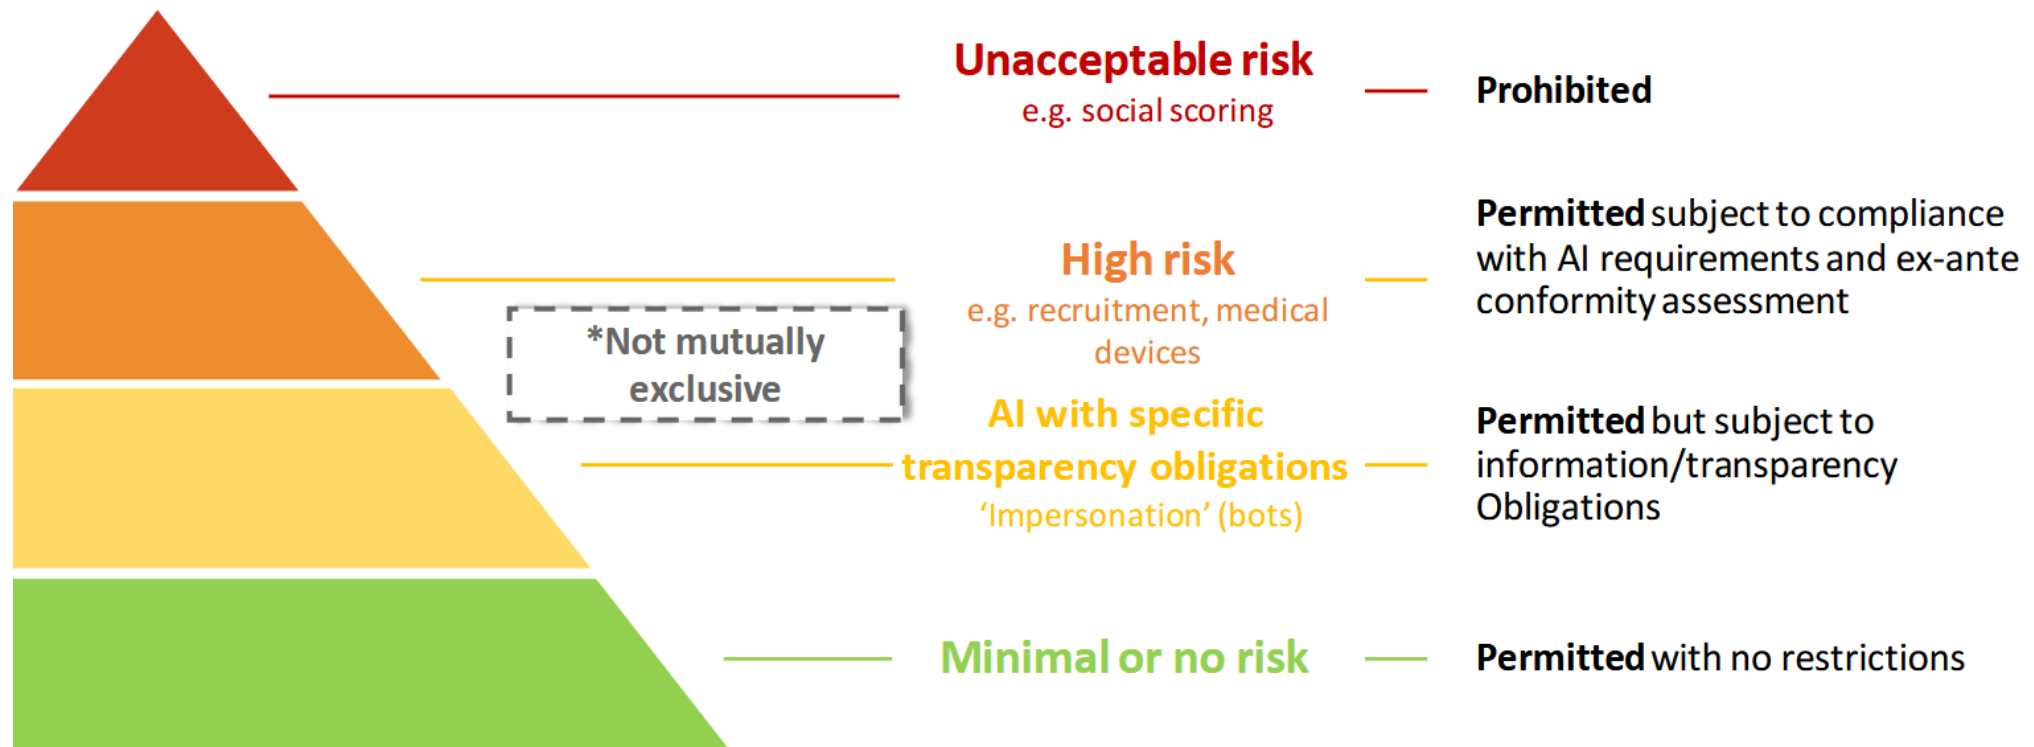 Unacceptable risk
e.g. social scoring
Prohibited
High risk
e.g. recruitment, medical
devices
Permitted subject to compliance
with AI requirements and ex-ante
conformity assessment
*Not mutually
exclusive
AI with specific
transparency obligations
‘Impersonation’ (bots)
Permitted but subject to
information/transparency
Obligations
Minimal or no risk
Permitted with no restrictions